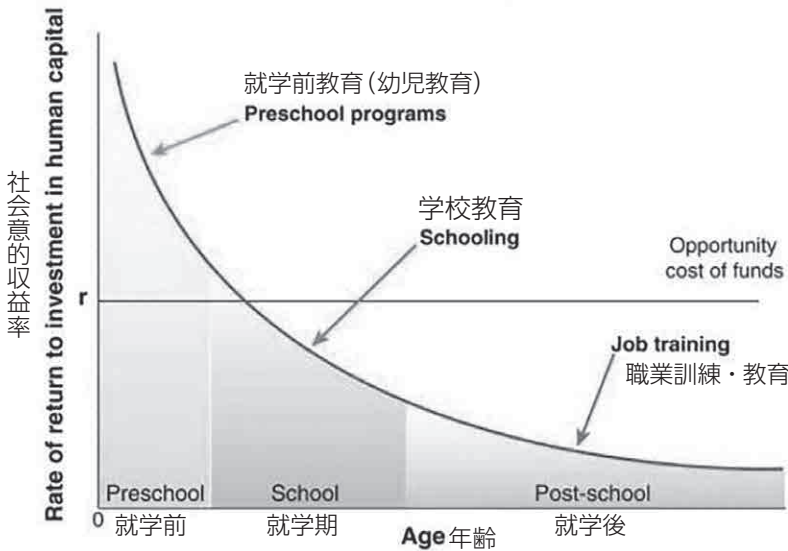 Rate of return to investment in human capital
社会意的収益率
就学前教育(幼児教育)
Preschool programs
学校教育
Schooling
Opportunity
cost of funds
r
Job training
職業訓練・教育
Preschool
School
Post-school
0
就学前
就学期
就学後
Age 年齢